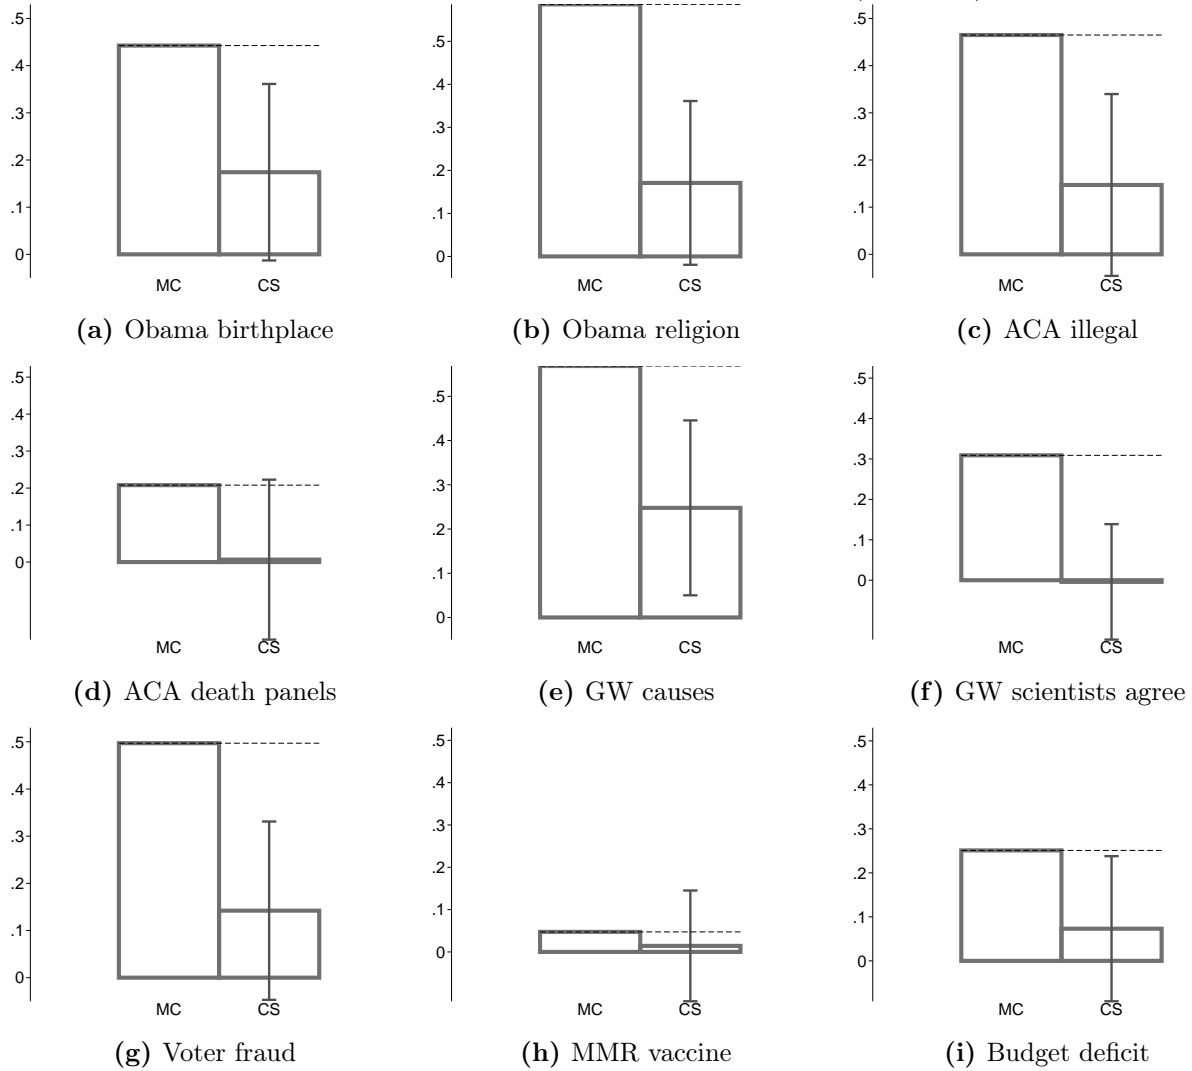 .5 .5 .5
.4 .4 .4
.3 .3 .3
.2 .2 .2
.1 .1 .1
0 0 0
MC CS MC CS MC CS
(a) Obama birthplace (b) Obama religion (c) ACA illegal
.5 .5 .5
.4 .4 .4
.3 .3 .3
.2 .2 .2
.1 .1 .1
0 0 0
MC CS MC CS MC CS
(d) ACA death panels (e) GW causes (f) GW scientists agree
.5 .5 .5
.4 .4 .4
.3 .3 .3
.2 .2 .2
.1 .1 .1
0 0 0
MC CS MC CS MC CS
(g) Voter fraud (h) MMR vaccine (i) Budget deficit